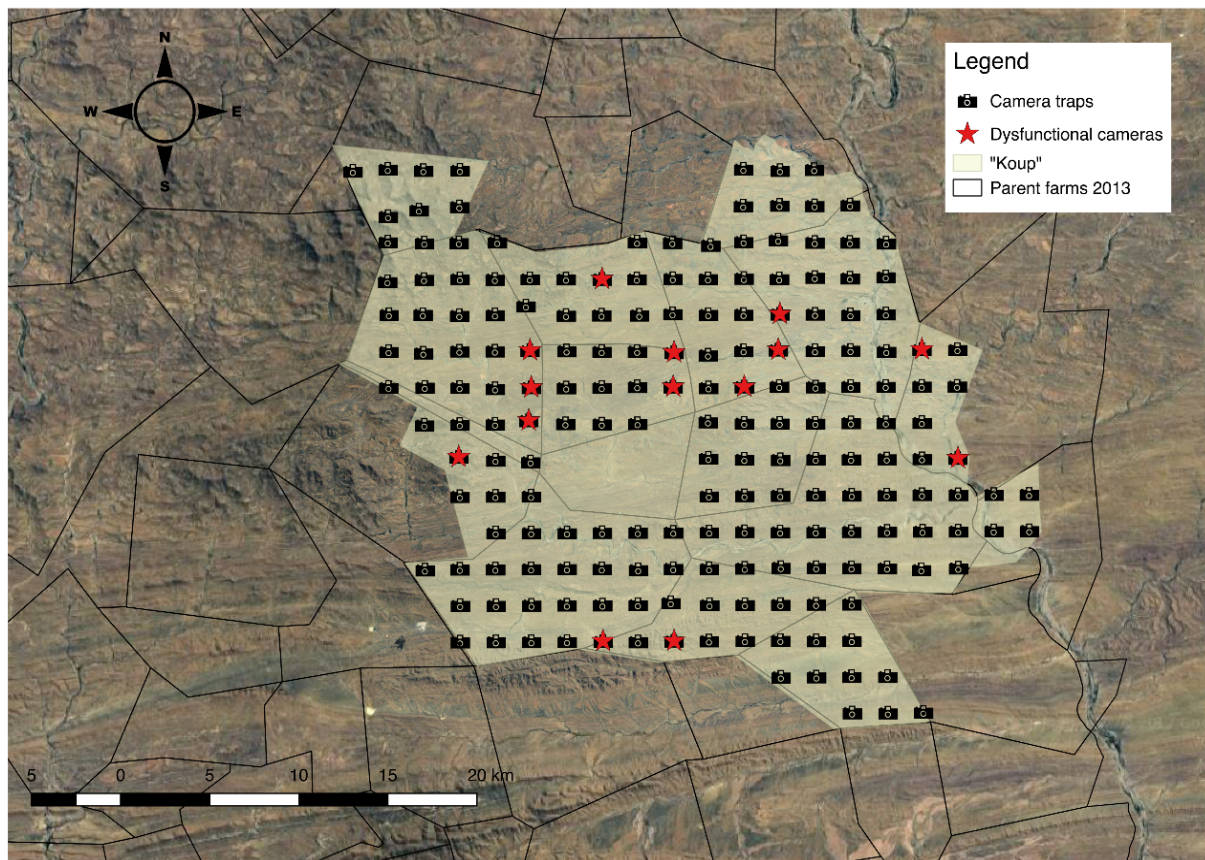 N
W E
S
Legend
Camera traps
Dysfunctional cameras
"Koup"
Parent farms 2013
5 0 5 10 15 20 km